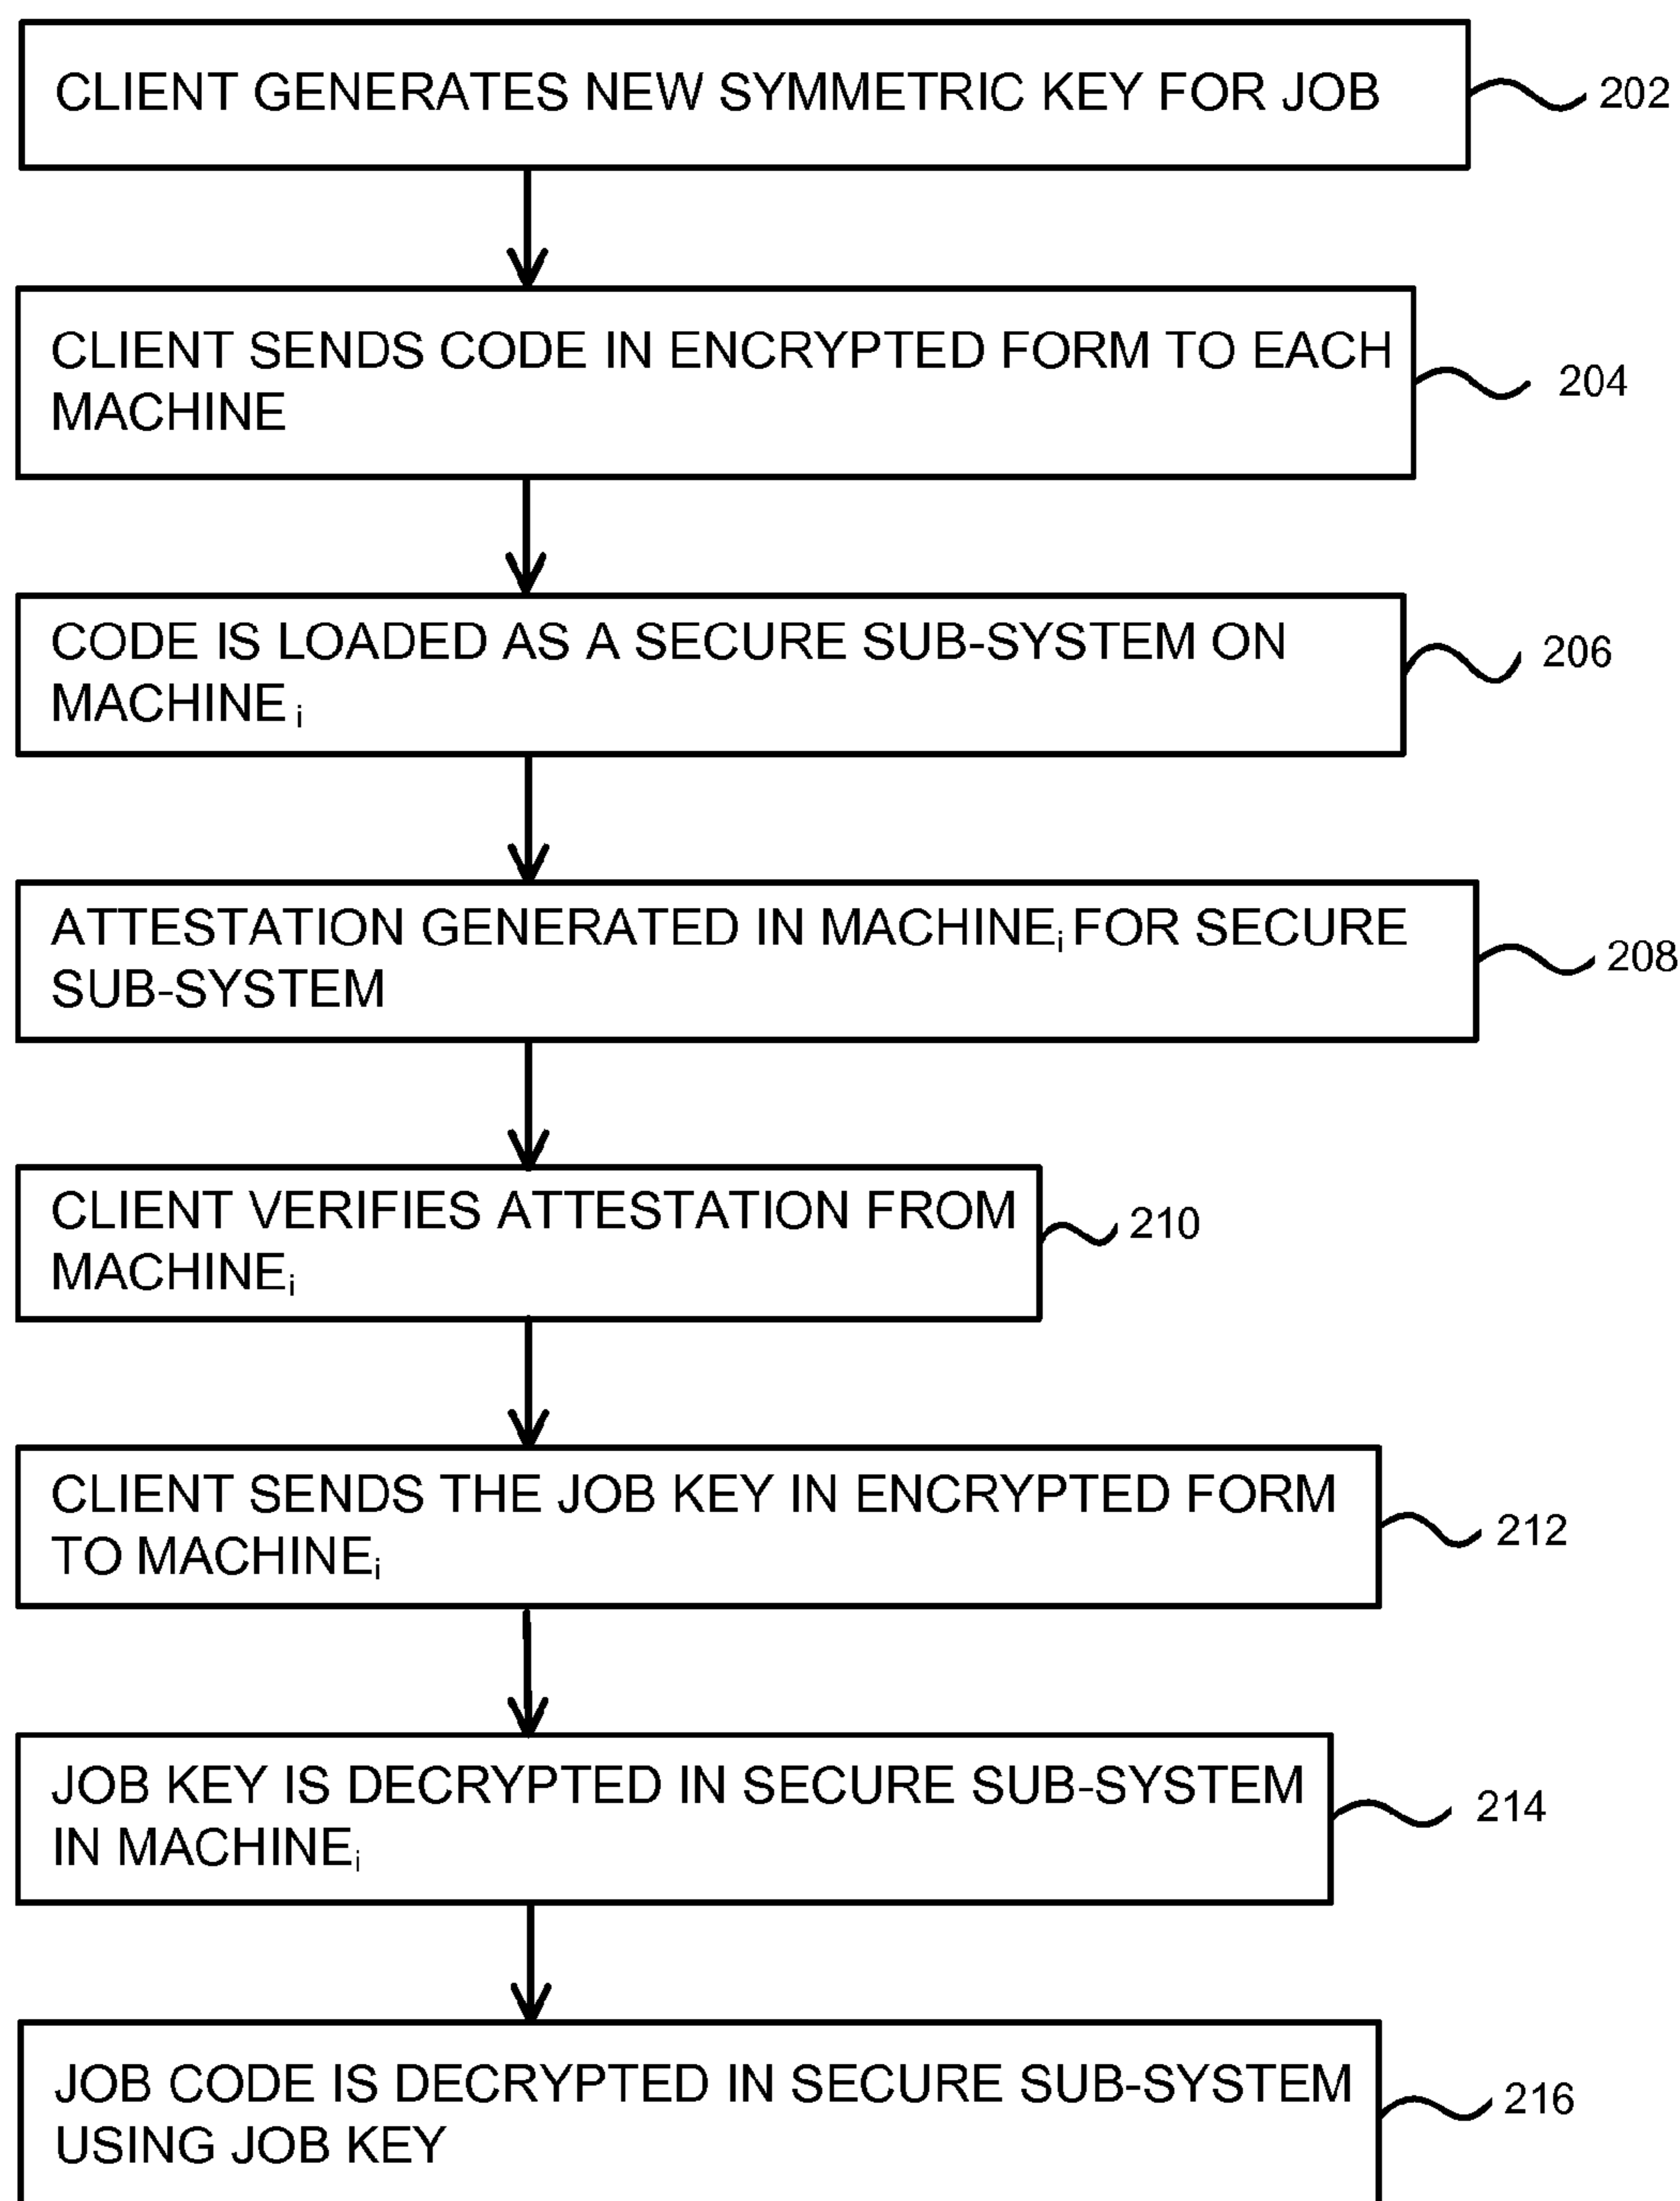 CLIENT GENERATES NEW SYMMETRIC KEY FOR JOB
202
CLIENT SENDS CODE IN ENCRYPTED FORM TO EACH
MACHINE
204
CODE IS LOADED AS A SECURE SUB-SYSTEM ON
MACHINE i
206
ATTESTATION GENERATED IN MACHINEi FOR SECURE
SUB-SYSTEM
208
CLIENT VERIFIES ATTESTATION FROM
MACHINEi
210
CLIENT SENDS THE JOB KEY IN ENCRYPTED FORM
TO MACHINEi
212
JOB KEY IS DECRYPTED IN SECURE SUB-SYSTEM
IN MACHINEi
214
JOB CODE IS DECRYPTED IN SECURE SUB-SYSTEM
USING JOB KEY
216